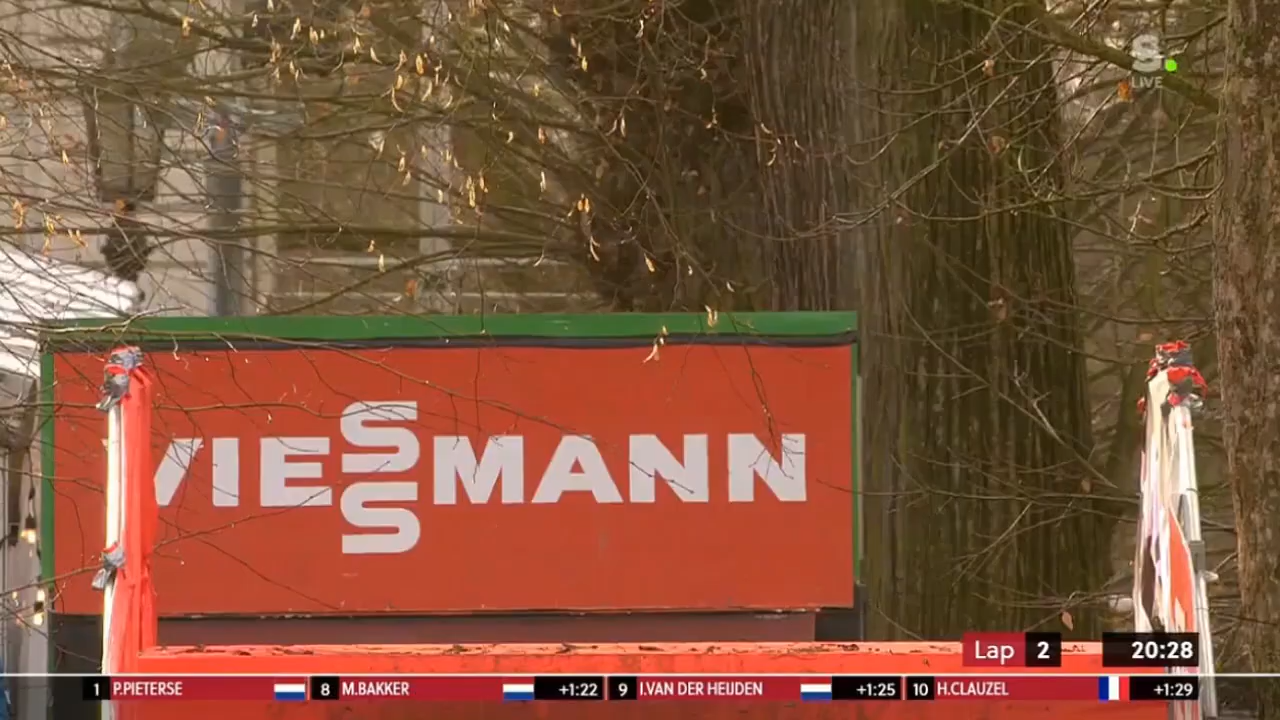 S.
LIVE
VIESSMANN
Lap 2 20:28
1 P.PIETERSE 8 M.BAKKER +1:22 9 I.VAN DER HEIJDEN +1:25 10 H.CLAUZEL +1:29